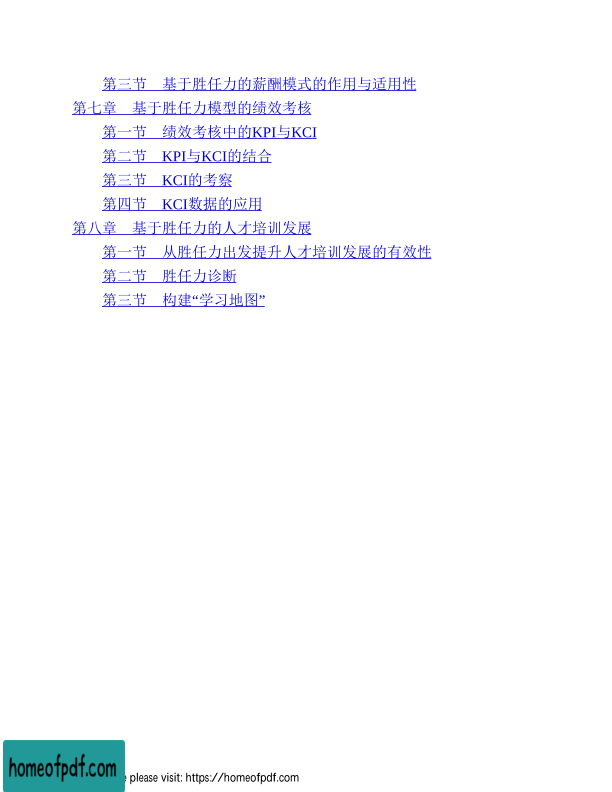 第三节　基于胜任力的薪酬模式的作用与适用性
第七章　基于胜任力模型的绩效考核
第一节　绩效考核中的KPI与KCI
第二节　KPI与KCI的结合
第三节　KCI的考察
第四节　KCI数据的应用
第八章　基于胜任力的人才培训发展
第一节　从胜任力出发提升人才培训发展的有效性
第二节　胜任力诊断
第三节　构建“学习地图”
homeofpdf.com
please visit: https://homeofpdf.com